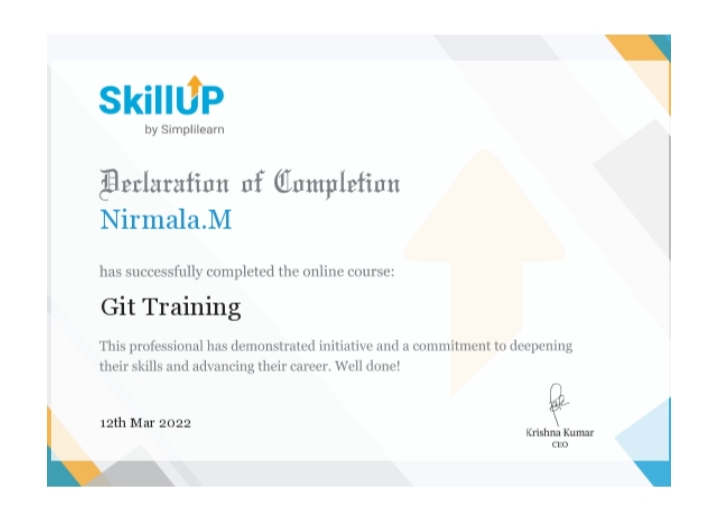 SkillUP
by Simplilearn
Declaration of Completion
Nirmala.M
has successfully completed the online course:
Git Training
This professional has demonstrated initiative and a commitment to deepening
their skills and advancing their career. Well done!
12th Mar 2022
Krishna Kumar
CEO